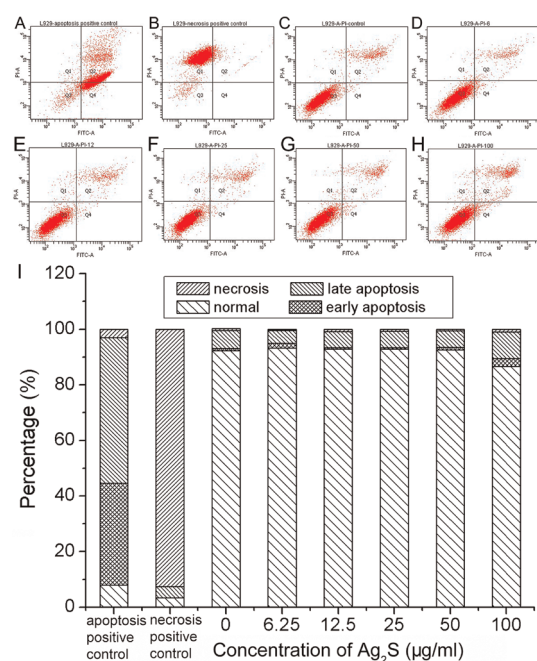 A
L929-apoptosis positive control
B
L929-necrosis positive control
C
L929-A-PI-control
D
L929-A-PI-6
PI-A
Q1
Q2
Q3
Q4
FITC-A
PI-A
Q1
Q2
Q3
Q4
FITC-A
PI-A
Q1
Q2
Q4
FITC-A
PI-A
Q1
Q2
Q4
FITC-A
E
L929-A-PI-12
F
L929-A-PI-25
G
L929-A-PI-50
H
L929-A-PI-100
PI-A
Q1
Q2
Q4
FITC-A
PI-A
Q1
Q2
Q4
FITC-A
PI-A
Q1
Q2
Q4
FITC-A
PI-A
Q1
Q2
Q4
FITC-A
I
necrosis
late apoptosis
normal
early apoptosis
Percentage (%)
120
100
80
60
40
20
0
apoptosis positive control
necrosis positive control
0
6.25
12.5
25
50
100
Concentration of Ag₂S (μg/ml)